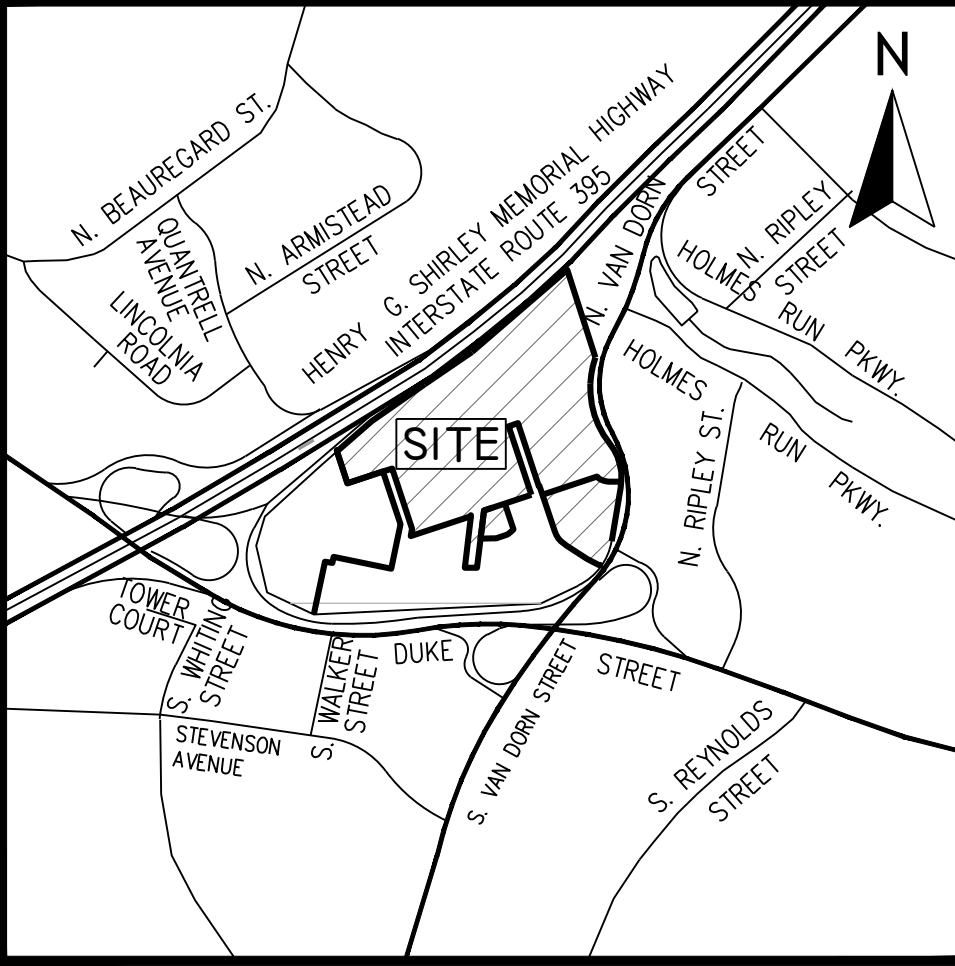 N
N. BEAUREGARD ST.
QUANTRELL
AVENUE
N. ARMISTEAD
STREET
LINCOLNIA
ROAD
HENRY G. SHIRLEY MEMORIAL HIGHWAY
INTERSTATE ROUTE 395
N. VAN DORN
STREET
N. RIPLEY
STREET
HOLMES
RUN
PKWY.
HOLMES
RUN
PKWY.
SITE
N. RIPLEY ST.
TOWER
COURT
S. WHITING
STREET
S. WALKER
STREET
DUKE
STREET
STEVENSON
AVENUE
S. VAN DORN STREET
S. REYNOLDS
STREET